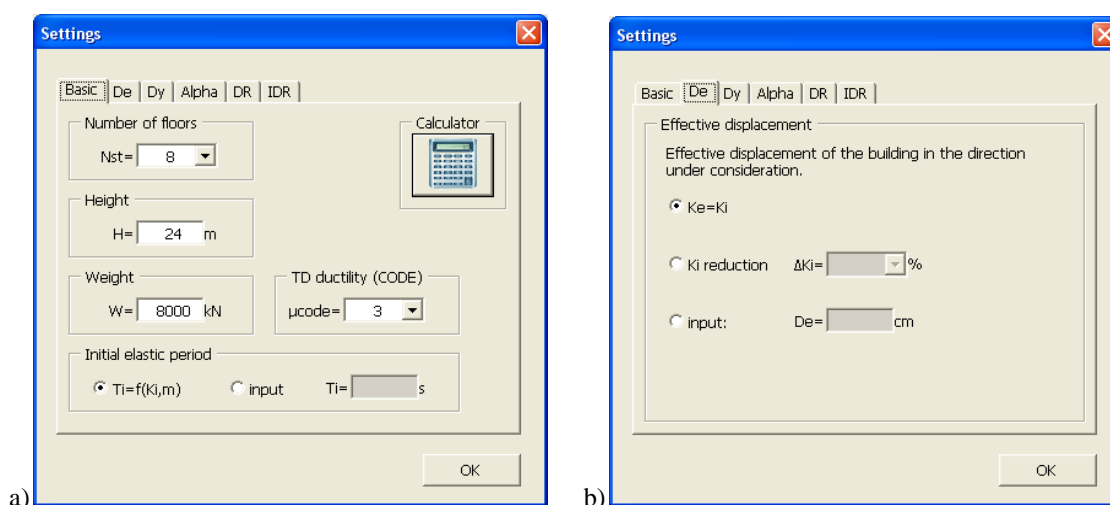 Settings
Basic De Dy Alpha DR IDR
Number of floors
Nst= 8
Calculator
Height
H= 24 m
Weight
W= 8000 kN
TD ductility (CODE)
μcode= 3
Initial elastic period
Ti=f(Ki,m) input Ti= s
OK
a)
Settings
Basic De Dy Alpha DR IDR
Effective displacement
Effective displacement of the building in the direction
under consideration.
Ke=Ki
Ki reduction ΔKi= %
input: De= cm
OK
b)